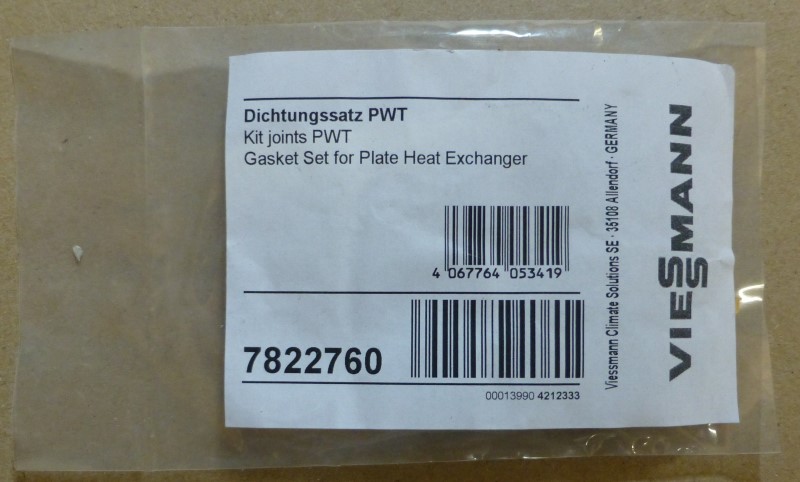 Dichtungssatz PWT
Kit joints PWT
Gasket Set for Plate Heat Exchanger
4 067764 053419
7822760
00013990 4212333
Viessmann Climate Solutions SE · 35108 Allendorf · GERMANY
VIESSMANN